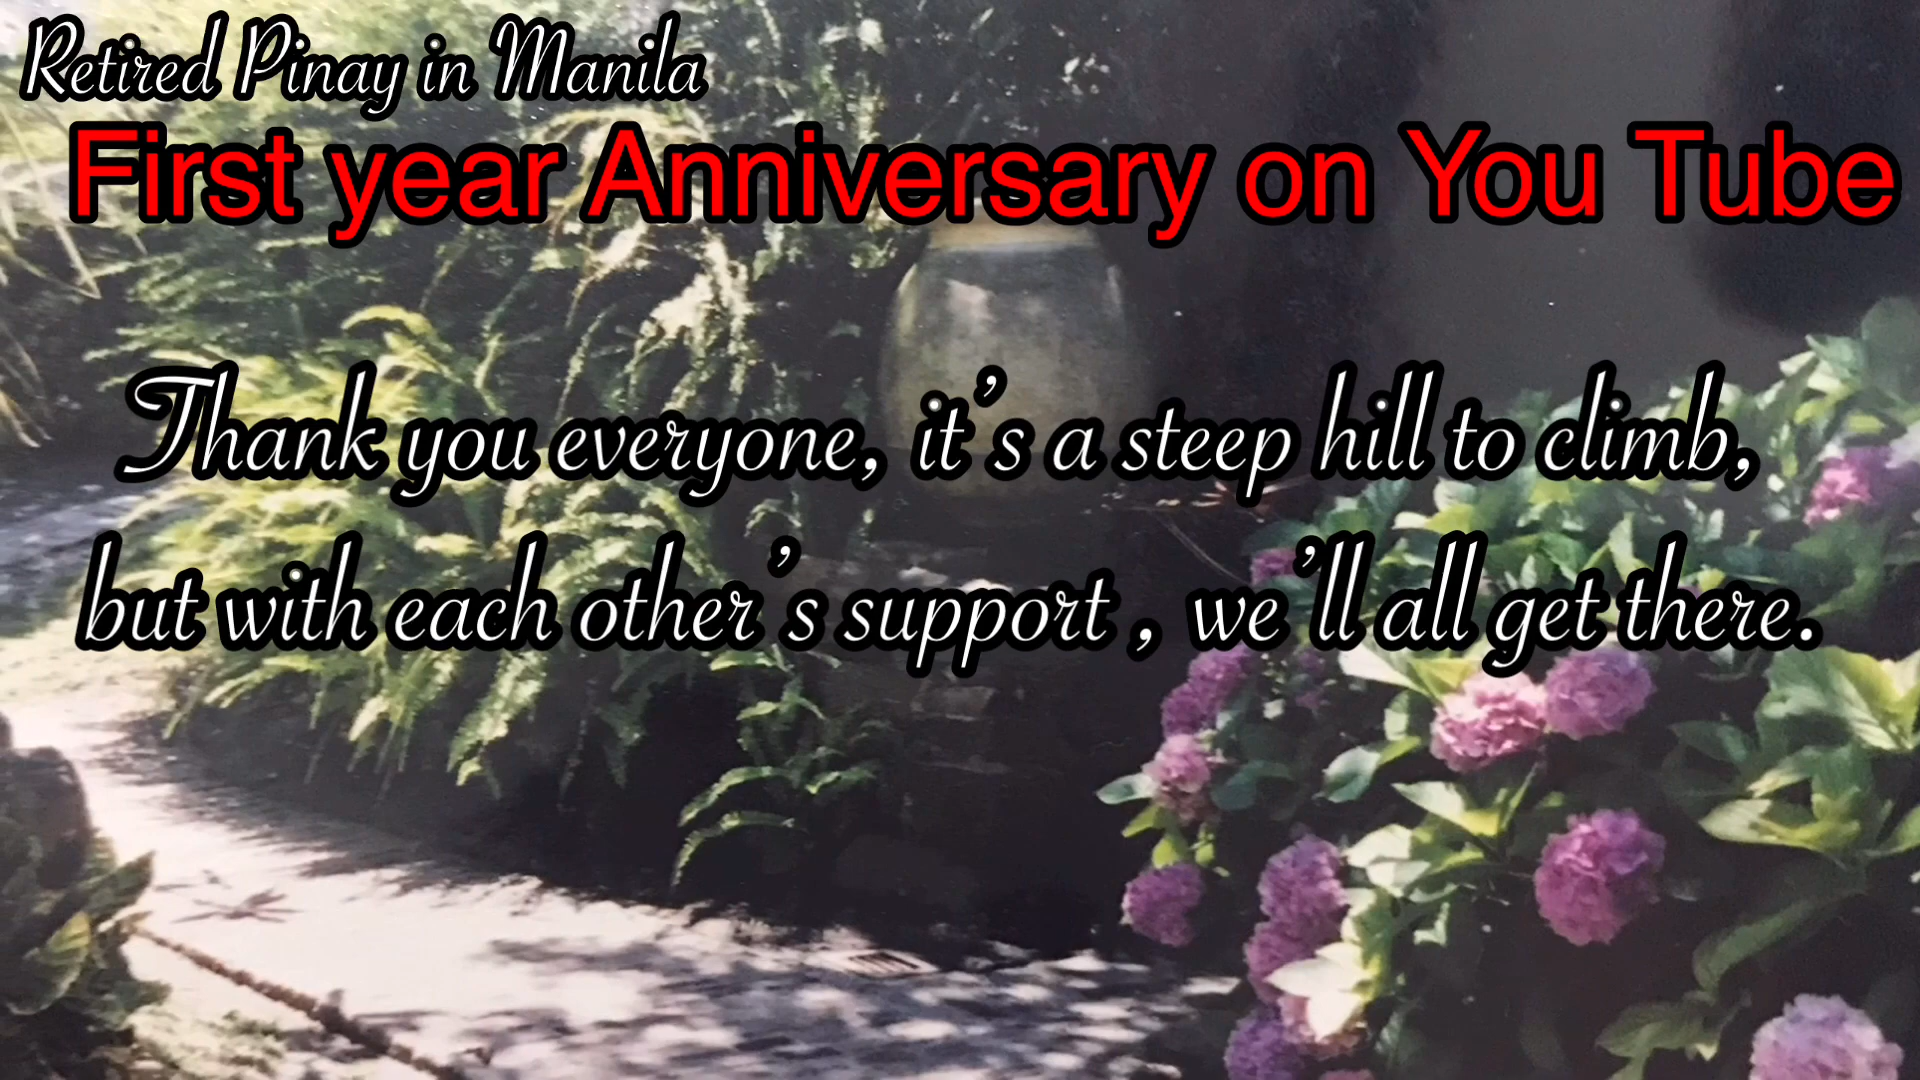 Retired Pinay in Manila
First year Anniversary on You Tube
Thank you everyone, it's a steep hill to climb,
but with each other's support , we'll all get there.